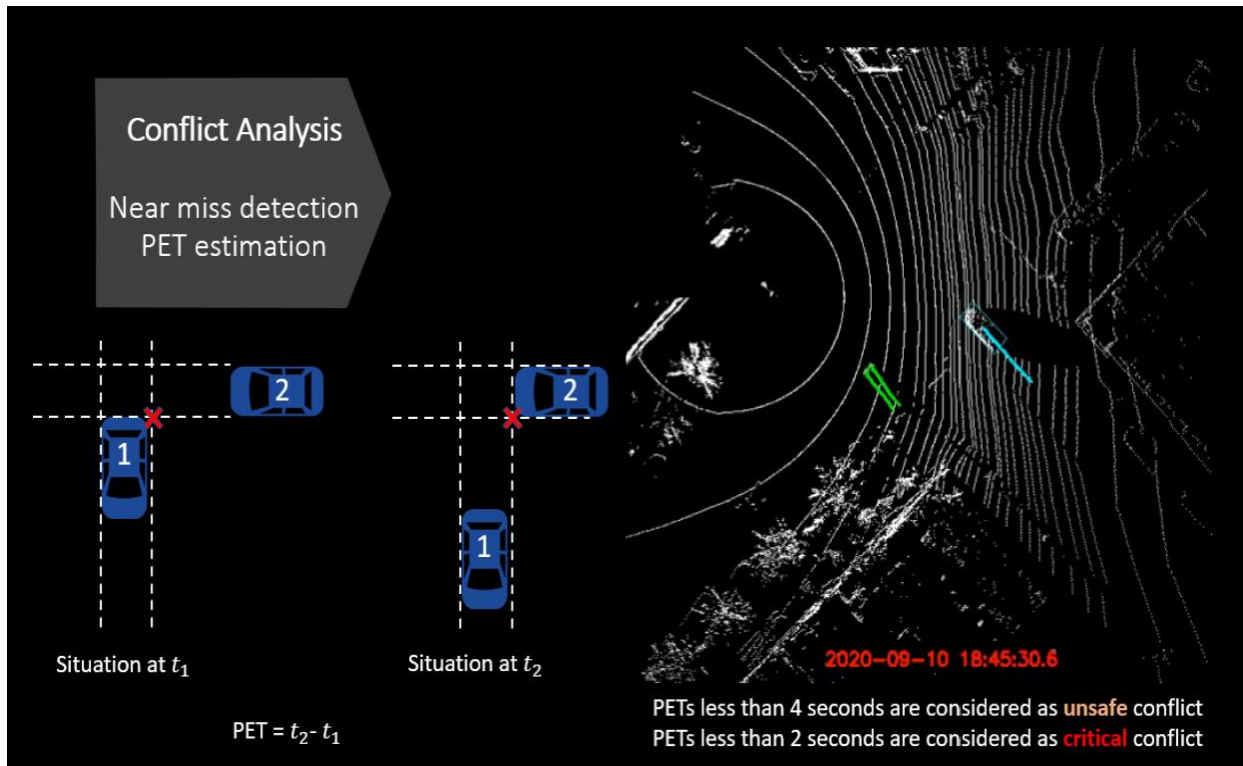 Conflict Analysis
Near miss detection
PET estimation
2
1
2
1
Situation at t₁
Situation at t₂
PET = t₂- t₁
2020-09-10 18:45:30.6
PETs less than 4 seconds are considered as unsafe conflict
PETs less than 2 seconds are considered as critical conflict